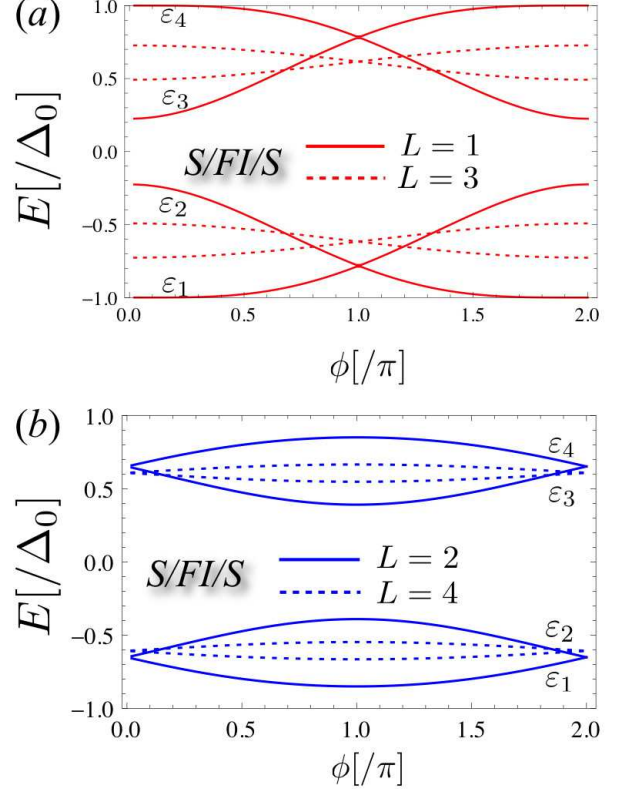 (a)
1.0
0.5
0.0
-0.5
-1.0
E[/Δ₀]
ε₄
ε₃
ε₂
ε₁
S/FI/S
L = 1
L = 3
0.0 0.5 1.0 1.5 2.0
ϕ[/π]
(b)
1.0
0.5
0.0
-0.5
-1.0
E[/Δ₀]
ε₄
ε₃
S/FI/S
L = 2
L = 4
ε₂
ε₁
0.0 0.5 1.0 1.5 2.0
ϕ[/π]